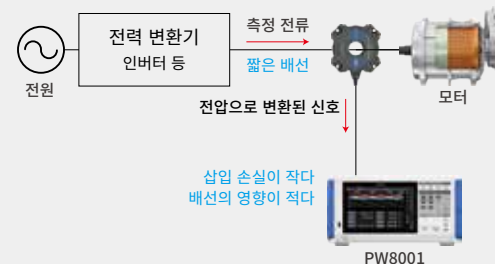 전원
전력 변환기
인버터 등
측정 전류
짧은 배선
모터
전압으로 변환된 신호
삽입 손실이 작다
배선의 영향이 적다
PW8001